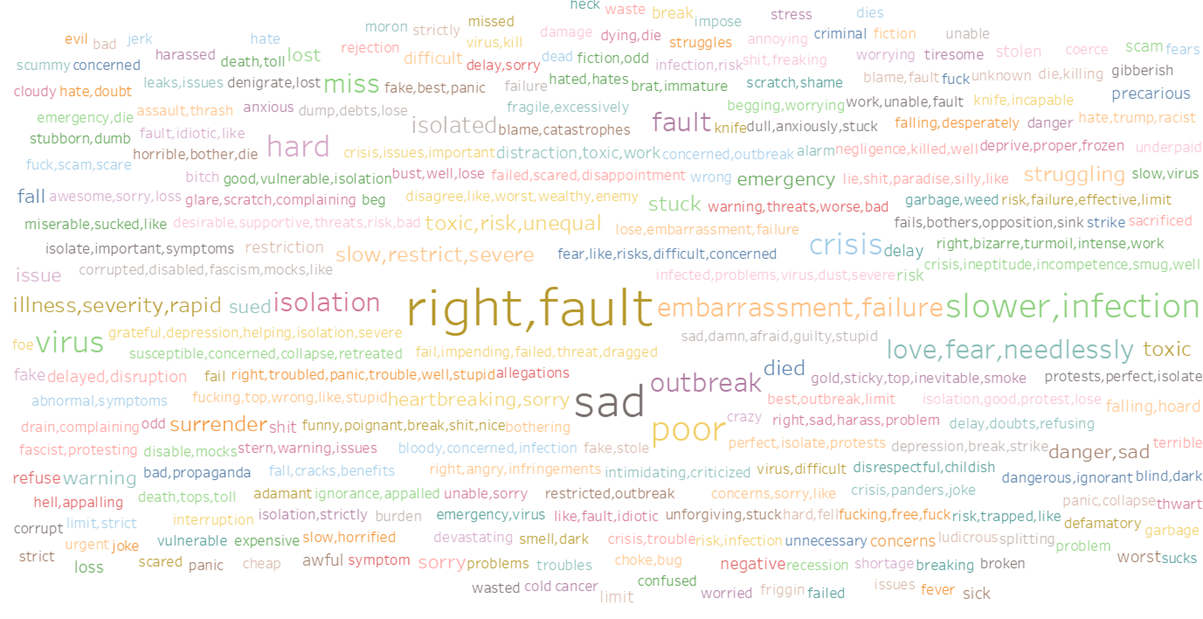 heck waste break impose stress dies
moron strictly missed damage dying,die struggles annoying criminal fiction unable
evil bad jerk harassed hate rejection difficult virus,kill dead fiction,odd worrying tiresome stolen coerce scam fears
scummy concerned death,toll lost delay,sorry infection,risk shit,freaking blame,fault fuck unknown die,killing gibberish
cloudy hate,doubt leaks,issues denigrate,lost miss fake,best,panic failure hated,hates brat,immature scratch,shame precarious
emergency,die assault,thrash anxious dump,debts,lose fragile,excessively begging,worrying work,unable,fault knife,incapable
stubborn,dumb fault,idiotic,like isolated blame,catastrophes fault knife dull,anxiously,stuck falling,desperately danger hate,trump,racist
horrible,bother,die hard crisis,issues,important distraction,toxic,work concerned,outbreak alarm negligence,killed,well deprive,proper,frozen underpaid
fuck,scam,scare bitch good,vulnerable,isolation bust,well,lose failed,scared,disappointment wrong emergency lie,shit,paradise,silly,like struggling slow,virus
fall awesome,sorry,loss glare,scratch,complaining beg disagree,like,worst,wealthy,enemy stuck warning,threats,worse,bad garbage,weed risk,failure,effective,limit
miserable,sucked,like desirable,supportive,threats,risk,bad toxic,risk,unequal lose,embarrassment,failure fails,bothers,opposition,sink strike sacrificed
isolate,important,symptoms restriction slow,restrict,severe fear,like,risks,difficult,concerned crisis delay right,bizarre,turmoil,intense,work
issue corrupted,disabled,fascism,mocks,like infected,problems,virus,dust,severe risk crisis,ineptitude,incompetence,smug,well
illness,severity,rapid sued isolation right,fault embarrassment,failure slower,infection
foe virus grateful,depression,helping,isolation,severe sad,damn,afraid,guilty,stupid
susceptible,concerned,collapse,retreated fail,impending,failed,threat,dragged love,fear,needlessly toxic
fake delayed,disruption fail right,troubled,panic,trouble,well,stupid allegations outbreak died gold,sticky,top,inevitable,smoke protests,perfect,isolate
abnormal,symptoms fucking,top,wrong,like,stupid heartbreaking,sorry sad best,outbreak,limit isolation,good,protest,lose falling,hoard
drain,complaining odd surrender shit funny,poignant,break,shit,nice bothering poor crazy right,sad,harass,problem delay,doubts,refusing
fascist,protesting disable,mocks stern,warning,issues bloody,concerned,infection fake,stole perfect,isolate,protests depression,break,strike danger,sad terrible
refuse warning bad,propaganda fall,cracks,benefits right,angry,infringements intimidating,criticized virus,difficult disrespectful,childish dangerous,ignorant blind,dark
hell,appalling death,tops,toll adamant ignorance,appalled unable,sorry restricted,outbreak concerns,sorry,like crisis,panders,joke panic,collapse thwart
corrupt limit,strict interruption isolation,strictly burden emergency,virus like,fault,idiotic unforgiving,stuck hard,fell fucking,free,fuck risk,trapped,like defamatory garbage
strict urgent joke vulnerable expensive slow,horrified devastating smell,dark crisis,trouble risk,infection unnecessary concerns ludicrous splitting problem
loss scared panic cheap awful symptom sorry problems troubles choke,bug negative recession shortage breaking broken worst sucks
wasted cold cancer limit confused worried friggin failed issues fever sick